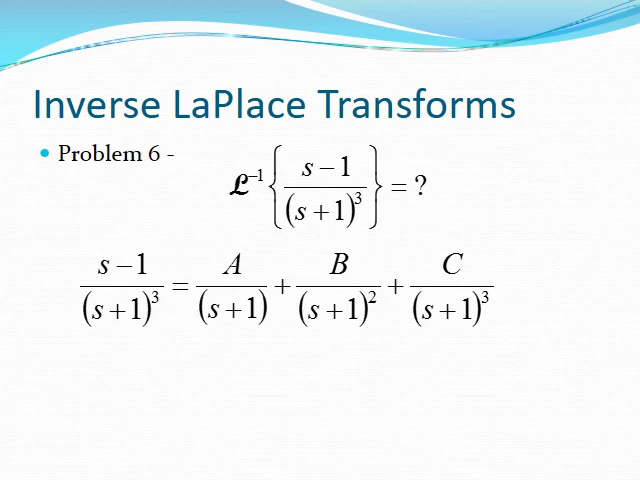 Inverse LaPlace Transforms
• Problem 6 - ℒ⁻¹{(s − 1)/(s + 1)³} = ?
(s − 1)/(s + 1)³ = A/(s + 1) + B/(s + 1)² + C/(s + 1)³